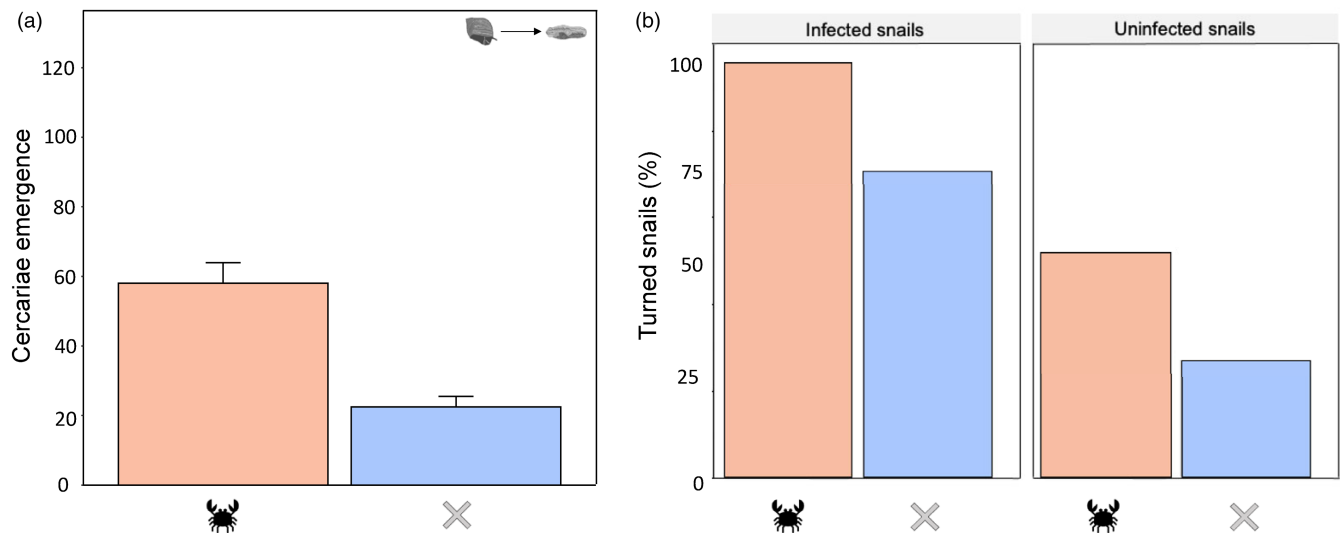 (a)
Cercariae emergence
120
100
80
60
40
20
0
(b)
Turned snails (%)
Infected snails
Uninfected snails
100
75
50
25
0